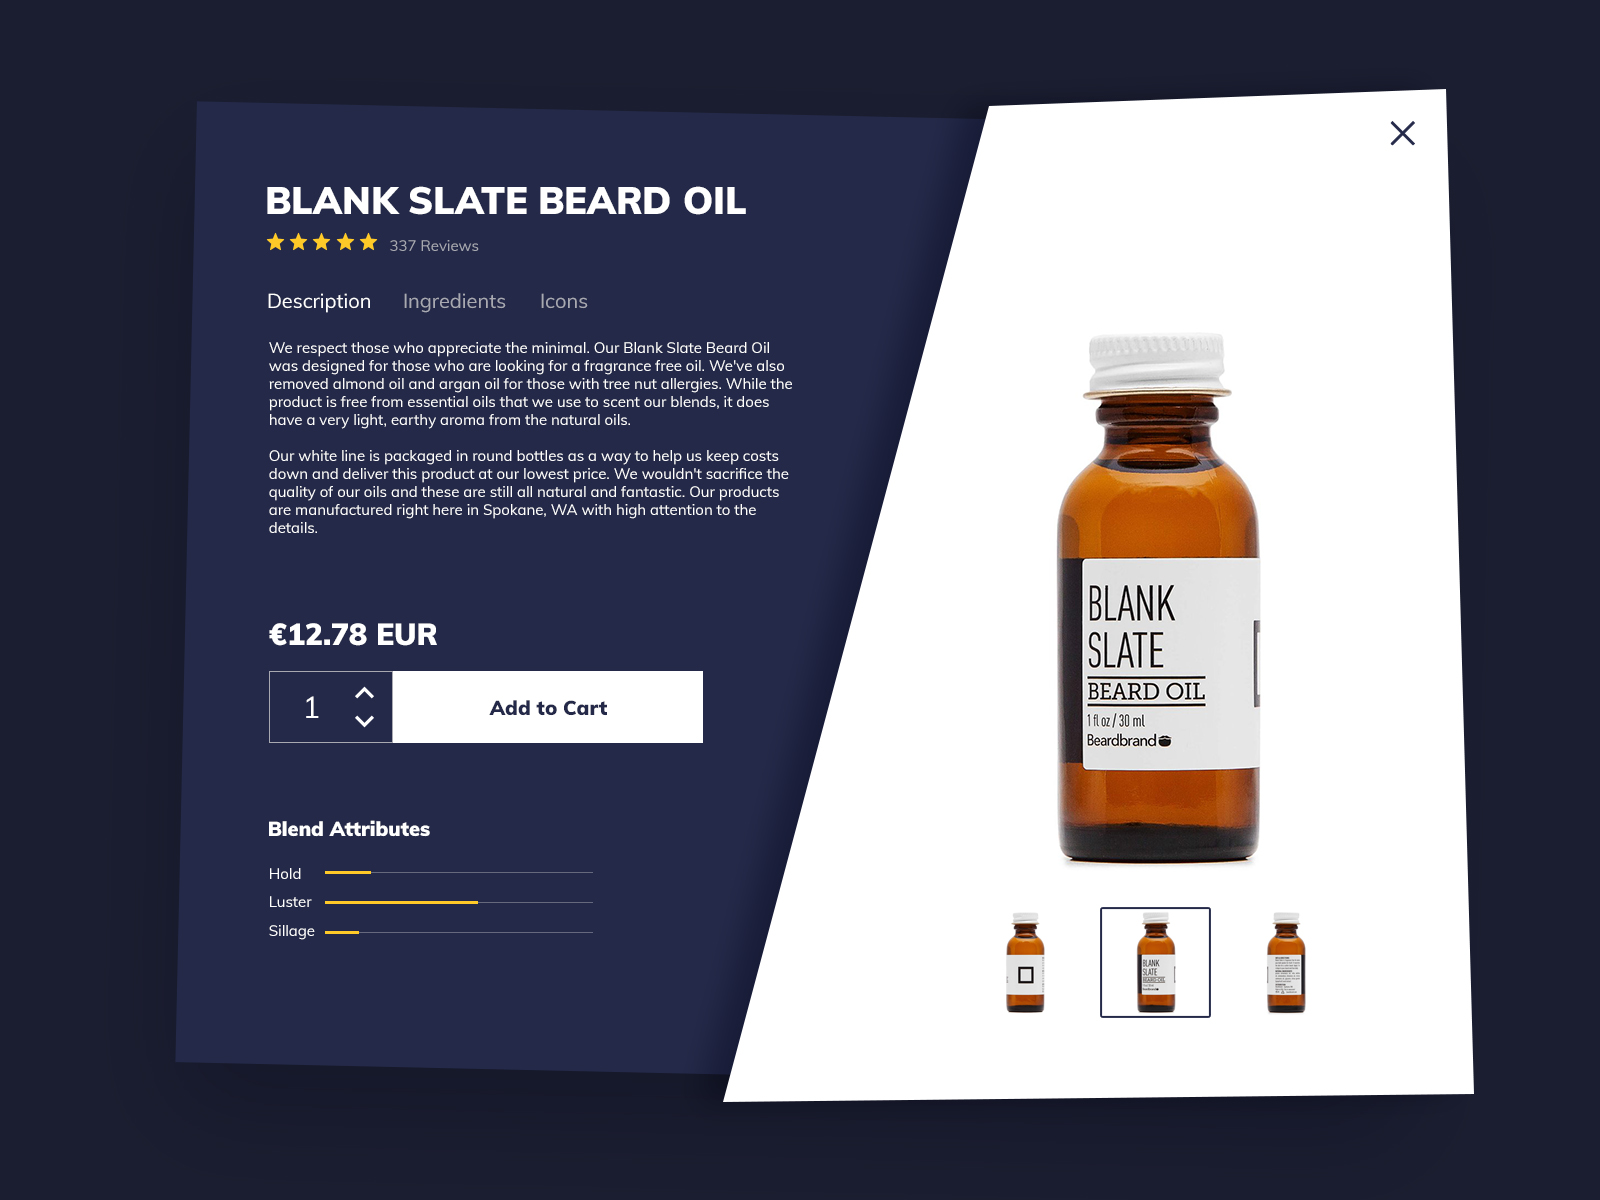 BLANK SLATE BEARD OIL
337 Reviews
Description Ingredients Icons
We respect those who appreciate the minimal. Our Blank Slate Beard Oil
was designed for those who are looking for a fragrance free oil. We've also
removed almond oil and argan oil for those with tree nut allergies. While the
product is free from essential oils that we use to scent our blends, it does
have a very light, earthy aroma from the natural oils.
Our white line is packaged in round bottles as a way to help us keep costs
down and deliver this product at our lowest price. We wouldn't sacrifice the
quality of our oils and these are still all natural and fantastic. Our products
are manufactured right here in Spokane, WA with high attention to the
details.
€12.78 EUR
1
Add to Cart
Blend Attributes
Hold
Luster
Sillage
BLANK
SLATE
BEARD OIL
1 fl oz / 30 ml
Beardbrand
BLANK
SLATE
BEARD OIL
Beardbrand